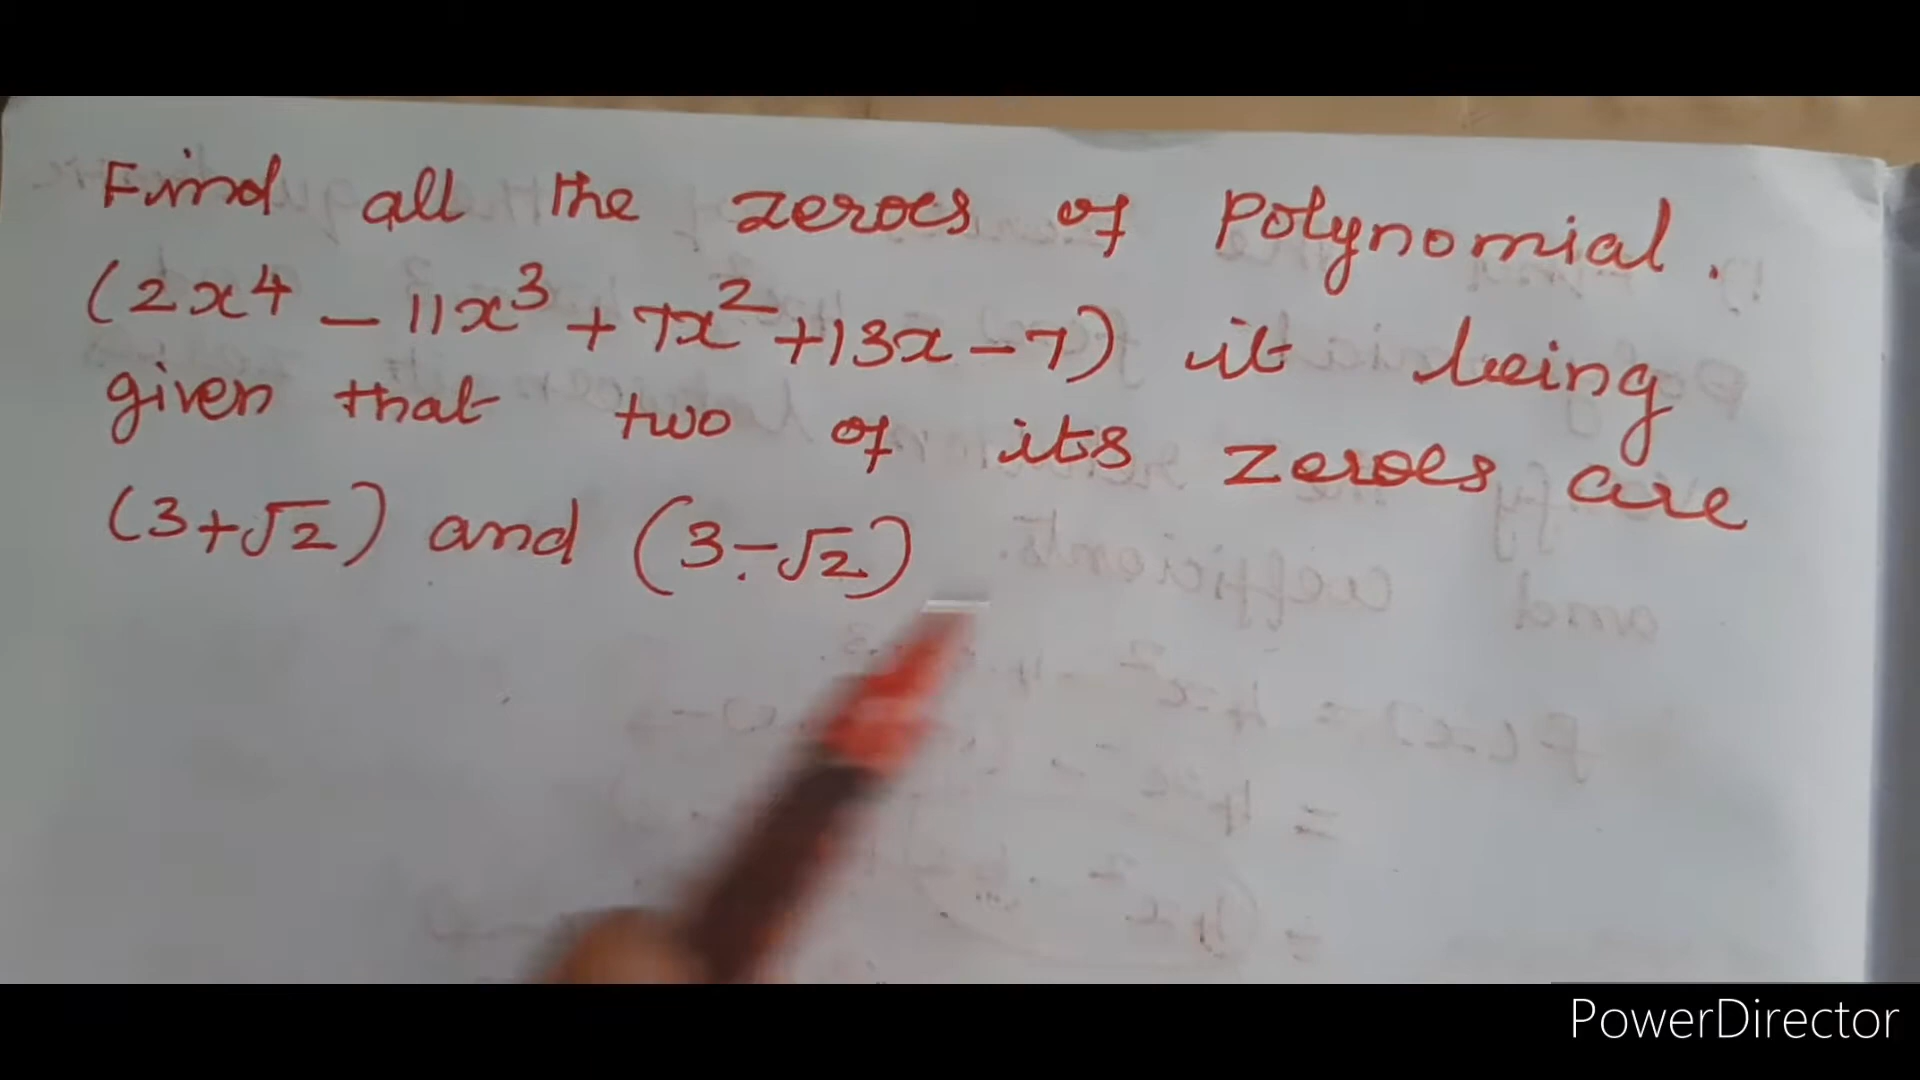 Find all the zeroes of Polynomial.
(2x⁴ - 11x³ + 7x² + 13x - 7) it being
given that two of its zeroes are
(3+√2) and (3-√2)
PowerDirector